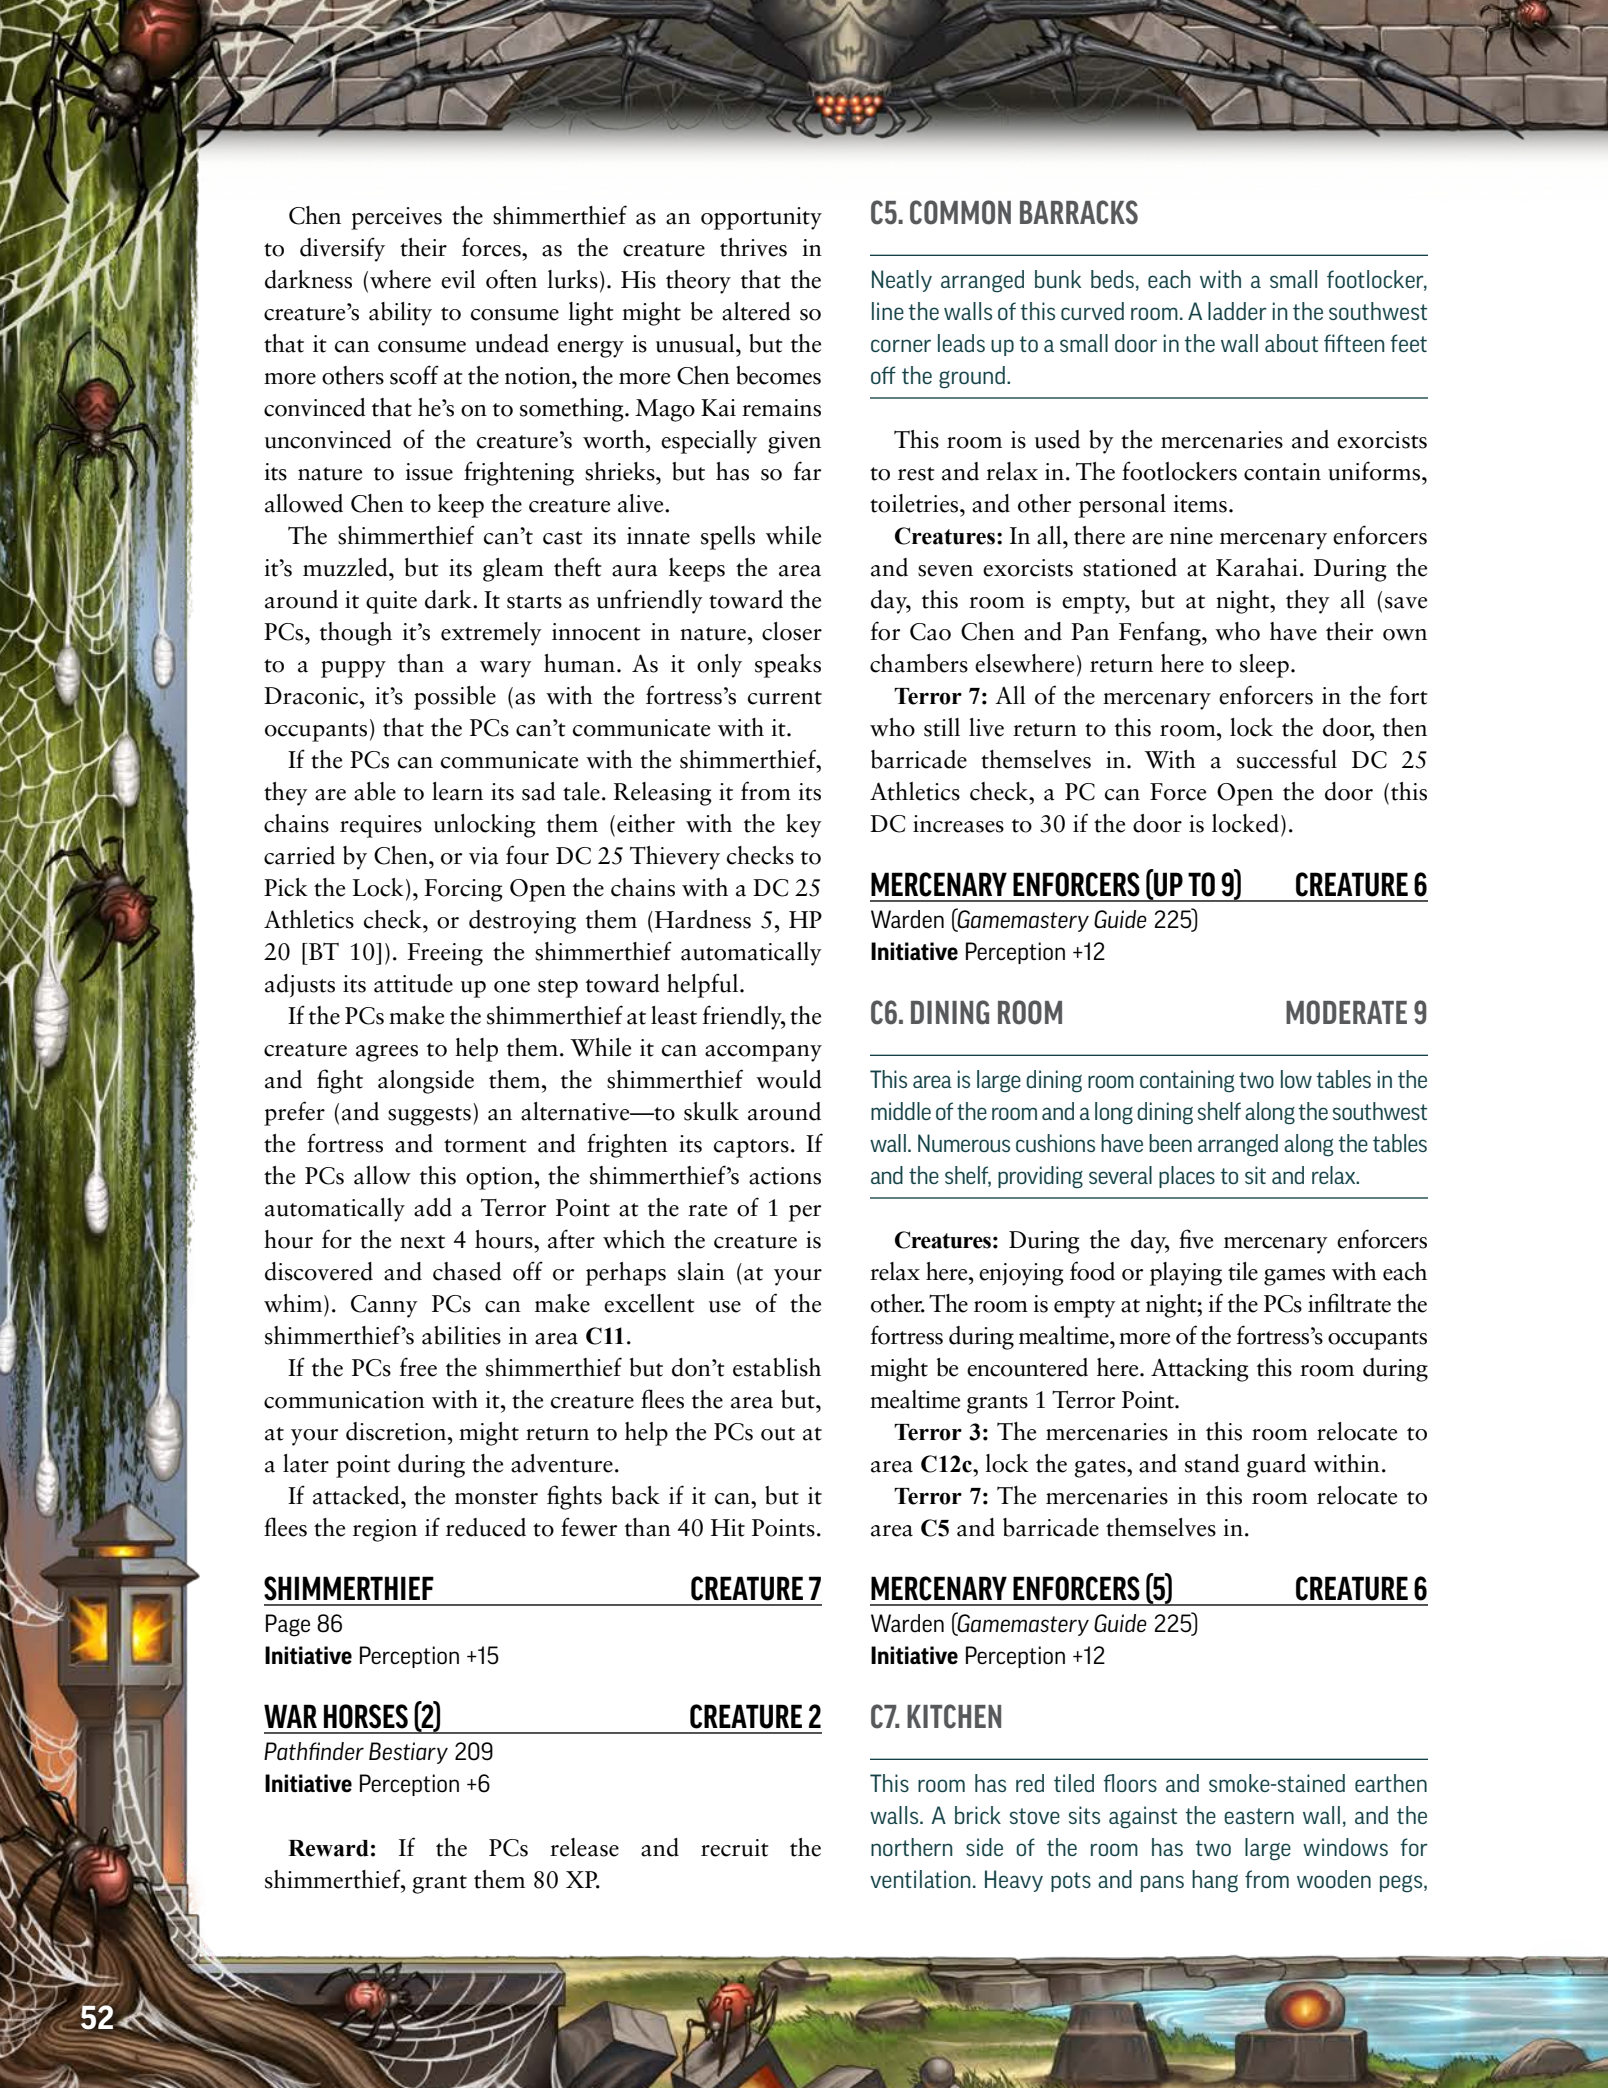 Chen perceives the shimmerthief as an opportunity
to diversify their forces, as the creature thrives in
darkness (where evil often lurks). His theory that the
creature’s ability to consume light might be altered so
that it can consume undead energy is unusual, but the
more others scoff at the notion, the more Chen becomes
convinced that he’s on to something. Mago Kai remains
unconvinced of the creature’s worth, especially given
its nature to issue frightening shrieks, but has so far
allowed Chen to keep the creature alive.
The shimmerthief can’t cast its innate spells while
it’s muzzled, but its gleam theft aura keeps the area
around it quite dark. It starts as unfriendly toward the
PCs, though it’s extremely innocent in nature, closer
to a puppy than a wary human. As it only speaks
Draconic, it’s possible (as with the fortress’s current
occupants) that the PCs can’t communicate with it.
If the PCs can communicate with the shimmerthief,
they are able to learn its sad tale. Releasing it from its
chains requires unlocking them (either with the key
carried by Chen, or via four DC 25 Thievery checks to
Pick the Lock), Forcing Open the chains with a DC 25
Athletics check, or destroying them (Hardness 5, HP
20 [BT 10]). Freeing the shimmerthief automatically
adjusts its attitude up one step toward helpful.
If the PCs make the shimmerthief at least friendly, the
creature agrees to help them. While it can accompany
and fight alongside them, the shimmerthief would
prefer (and suggests) an alternative—to skulk around
the fortress and torment and frighten its captors. If
the PCs allow this option, the shimmerthief’s actions
automatically add a Terror Point at the rate of 1 per
hour for the next 4 hours, after which the creature is
discovered and chased off or perhaps slain (at your
whim). Canny PCs can make excellent use of the
shimmerthief’s abilities in area C11.
If the PCs free the shimmerthief but don’t establish
communication with it, the creature flees the area but,
at your discretion, might return to help the PCs out at
a later point during the adventure.
If attacked, the monster fights back if it can, but it
flees the region if reduced to fewer than 40 Hit Points.
SHIMMERTHIEF CREATURE 7
Page 86
Initiative Perception +15
WAR HORSES (2) CREATURE 2
Pathfinder Bestiary 209
Initiative Perception +6
Reward: If the PCs release and recruit the
shimmerthief, grant them 80 XP.
C5. COMMON BARRACKS
Neatly arranged bunk beds, each with a small footlocker,
line the walls of this curved room. A ladder in the southwest
corner leads up to a small door in the wall about fifteen feet
off the ground.
This room is used by the mercenaries and exorcists
to rest and relax in. The footlockers contain uniforms,
toiletries, and other personal items.
Creatures: In all, there are nine mercenary enforcers
and seven exorcists stationed at Karahai. During the
day, this room is empty, but at night, they all (save
for Cao Chen and Pan Fenfang, who have their own
chambers elsewhere) return here to sleep.
Terror 7: All of the mercenary enforcers in the fort
who still live return to this room, lock the door, then
barricade themselves in. With a successful DC 25
Athletics check, a PC can Force Open the door (this
DC increases to 30 if the door is locked).
MERCENARY ENFORCERS (UP TO 9) CREATURE 6
Warden (Gamemastery Guide 225)
Initiative Perception +12
C6. DINING ROOM MODERATE 9
This area is large dining room containing two low tables in the
middle of the room and a long dining shelf along the southwest
wall. Numerous cushions have been arranged along the tables
and the shelf, providing several places to sit and relax.
Creatures: During the day, five mercenary enforcers
relax here, enjoying food or playing tile games with each
other. The room is empty at night; if the PCs infiltrate the
fortress during mealtime, more of the fortress’s occupants
might be encountered here. Attacking this room during
mealtime grants 1 Terror Point.
Terror 3: The mercenaries in this room relocate to
area C12c, lock the gates, and stand guard within.
Terror 7: The mercenaries in this room relocate to
area C5 and barricade themselves in.
MERCENARY ENFORCERS (5) CREATURE 6
Warden (Gamemastery Guide 225)
Initiative Perception +12
C7. KITCHEN
This room has red tiled floors and smoke-stained earthen
walls. A brick stove sits against the eastern wall, and the
northern side of the room has two large windows for
ventilation. Heavy pots and pans hang from wooden pegs,
52